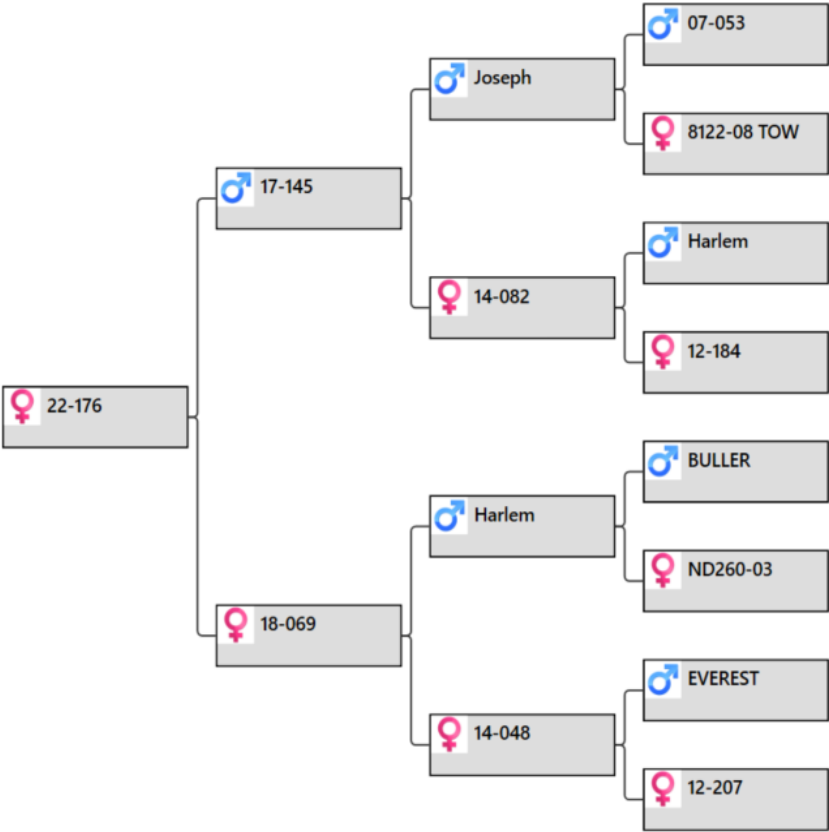 07-053
Joseph
8122-08 TOW
17-145
Harlem
14-082
12-184
22-176
BULLER
Harlem
ND260-03
18-069
EVEREST
14-048
12-207